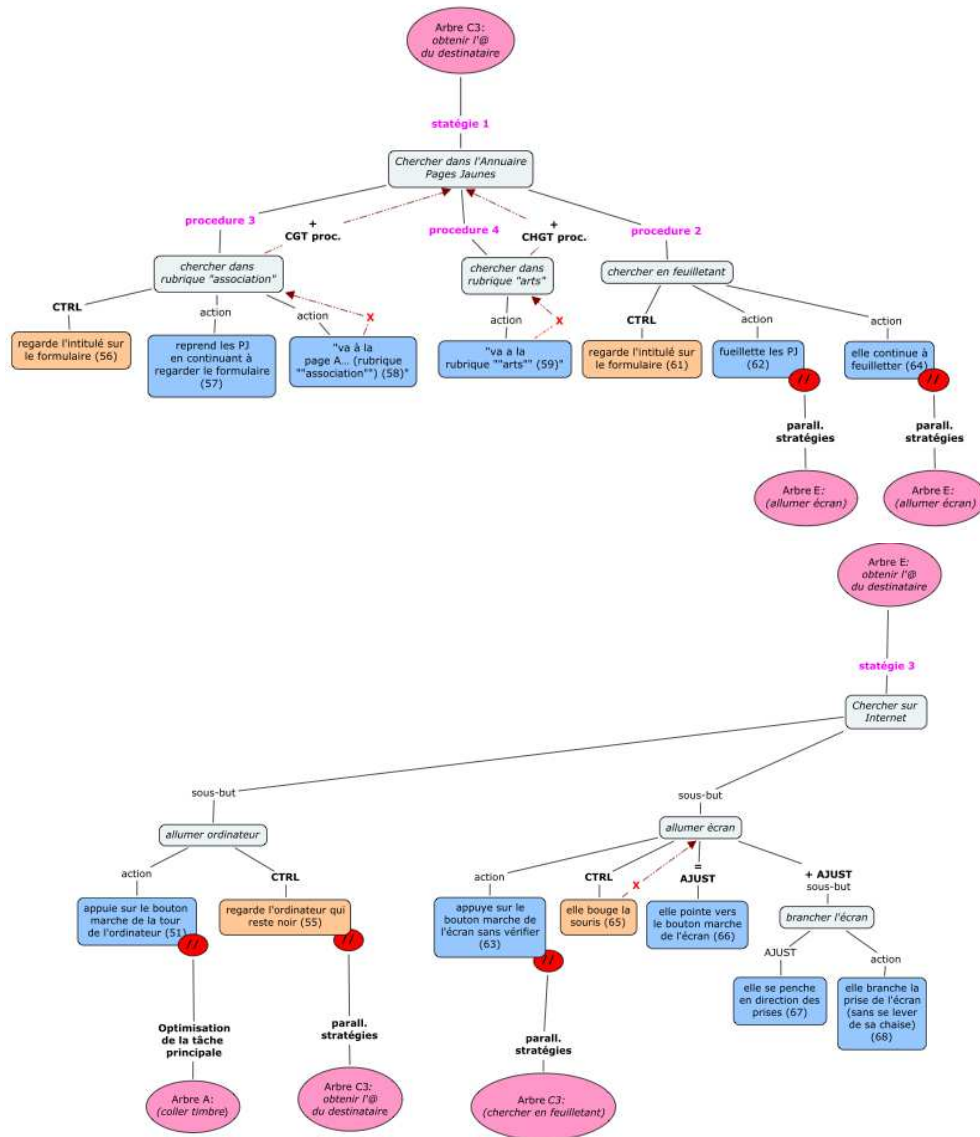 Arbre C3:
obtenir l'@
du destinataire
statégie 1
Chercher dans l'Annuaire
Pages Jaunes
procedure 3
+
CGT proc.
procedure 4
+
CHGT proc.
procedure 2
chercher dans
rubrique "association"
chercher dans
rubrique "arts"
chercher en feuilletant
CTRL
action
X
action
action
X
CTRL
action
action
regarde l'intitulé sur
le formulaire (56)
reprend les PJ
en continuant à
regarder le formulaire
(57)
"va à la
page A... (rubrique
""association"") (58)"
"va a la
rubrique ""arts"" (59)"
regarde l'intitulé sur
le formulaire (61)
fueillette les PJ
(62)
//
elle continue à
feuilletter (64)
//
parall.
stratégies
parall.
stratégies
Arbre E:
(allumer écran)
Arbre E:
(allumer écran)
Arbre E:
obtenir l'@
du destinataire
statégie 3
Chercher sur
Internet
sous-but
sous-but
allumer ordinateur
allumer écran
action
CTRL
action
CTRL
X
=
AJUST
+ AJUST
sous-but
appuie sur le bouton
marche de la tour
de l'ordinateur (51)
//
regarde l'ordinateur qui
reste noir (55)
//
appuye sur le
bouton marche de
l'écran sans vérifier
(63)
//
elle bouge la
souris (65)
elle pointe vers
le bouton marche
de l'écran (66)
brancher l'écran
AJUST
action
elle se penche
en direction des
prises (67)
elle branche la
prise de l'écran
(sans se lever
de sa chaise)
(68)
Optimisation
de la tâche
principale
parall.
stratégies
parall.
stratégies
Arbre A:
(coller timbre)
Arbre C3:
obtenir l'@
du destinataire
Arbre C3:
(chercher en feuilletant)